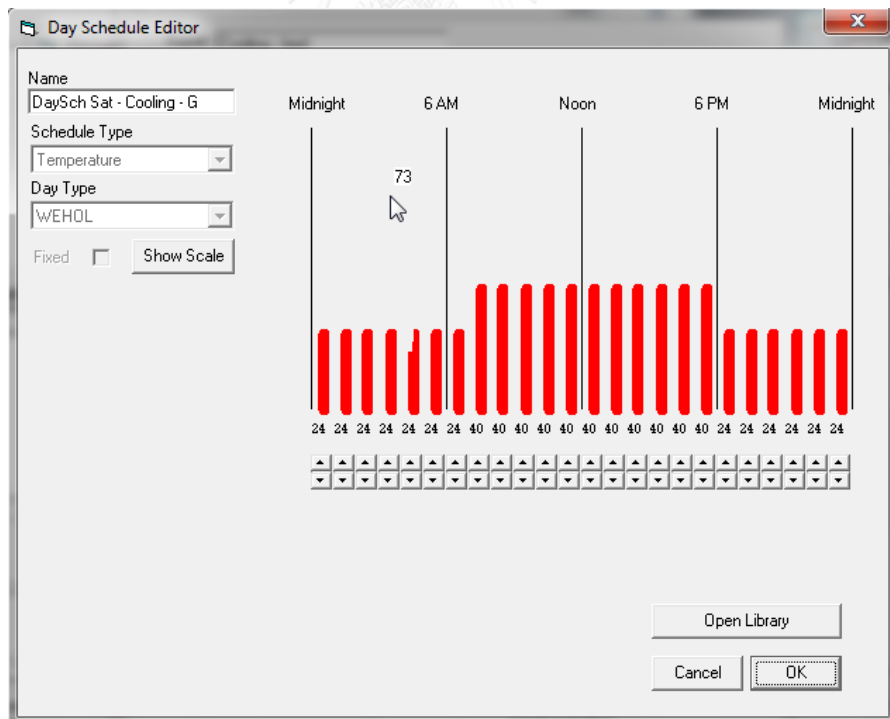 Day Schedule Editor
Name
DaySch Sat - Cooling - G
Schedule Type
Temperature
Day Type
WEHOL
Fixed
Show Scale
Midnight 6 AM Noon 6 PM Midnight
73
24 24 24 24 24 24 24 40 40 40 40 40 40 40 40 40 40 40 24 24 24 24 24 24
Open Library
Cancel OK